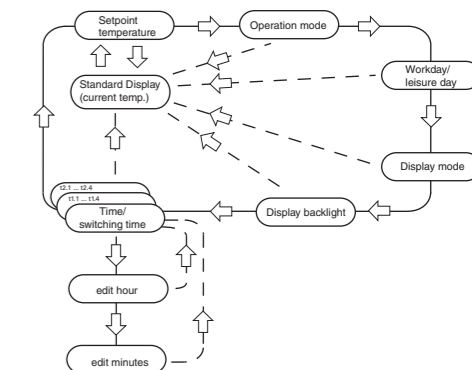 Setpoint
temperature
Operation mode
Standard Display
(current temp.)
Workday/
leisure day
Display mode
t2.1 ... t2.4
t1.1 ... t1.4
Time/
switching time
Display backlight
edit hour
edit minutes